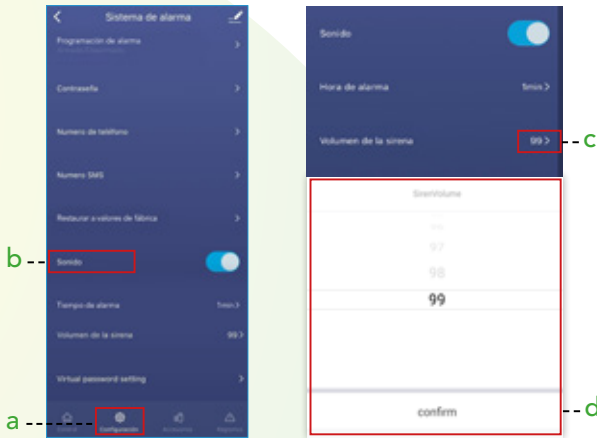 Sistema de alarma
Programación de alarma
Contraseña
Numero de teléfono
Numero SMS
Restaurar a valores de fábrica
b
Sonido
Tiempo de alarma
1min
Volumen de la sirena
99
Virtual password setting
a
Configuración
Accesorios
Sonido
Hora de alarma
1min
Volumen de la sirena
99
c
SirenVolume
96
97
98
99
confirm
d